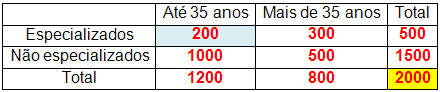 Até 35 anos Mais de 35 anos Total
Especializados 200 300 500
Não especializados 1000 500 1500
Total 1200 800 2000